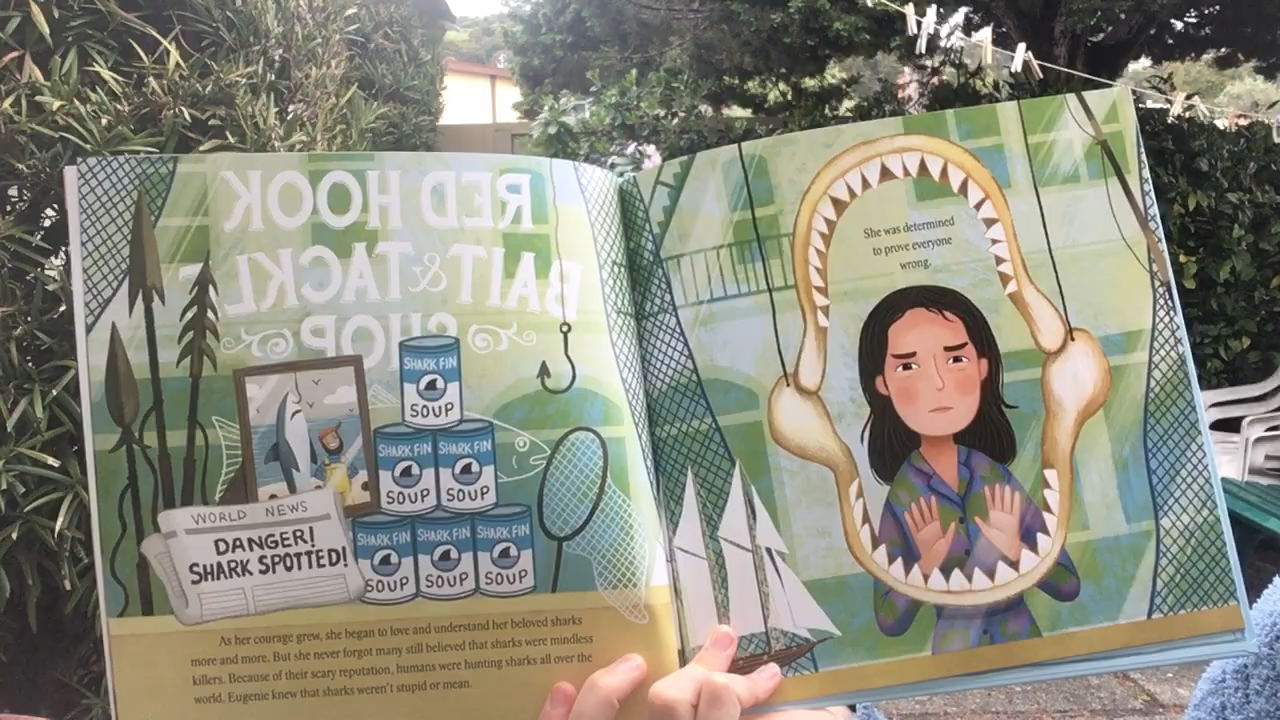 RED HOOK
BAIT & TACKLE
SHOP
SHARK FIN
SOUP
SHARK FIN
SOUP
SHARK FIN
SOUP
SHARK FIN
SOUP
SHARK FIN
SOUP
SHARK FIN
SOUP
WORLD NEWS
DANGER!
SHARK SPOTTED!
As her courage grew, she began to love and understand her beloved sharks
more and more. But she never forgot many still believed that sharks were mindless
killers. Because of their scary reputation, humans were hunting sharks all over the
world. Eugenie knew that sharks weren't stupid or mean.
She was determined
to prove everyone
wrong.